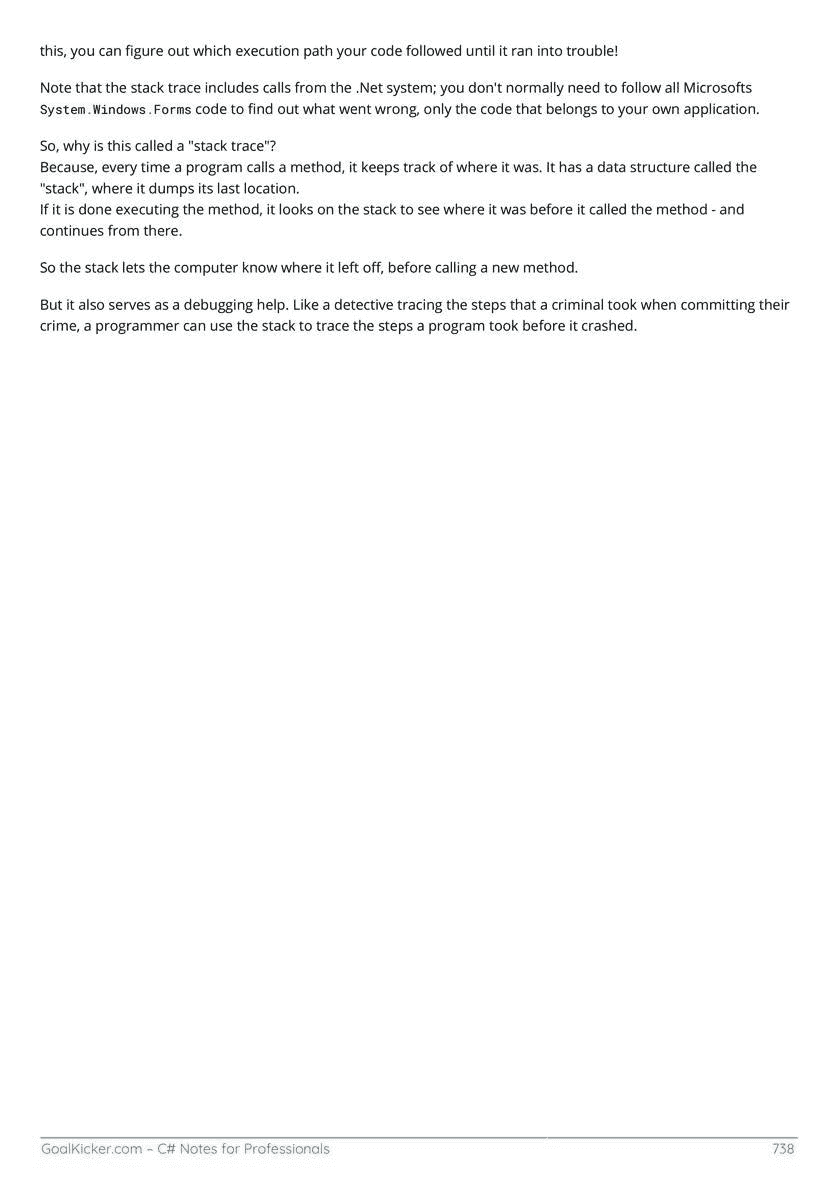 this, you can figure out which execution path your code followed until it ran into trouble!
Note that the stack trace includes calls from the .Net system; you don't normally need to follow all Microsofts
System.Windows.Forms code to find out what went wrong, only the code that belongs to your own application.
So, why is this called a "stack trace"?
Because, every time a program calls a method, it keeps track of where it was. It has a data structure called the
"stack", where it dumps its last location.
If it is done executing the method, it looks on the stack to see where it was before it called the method - and
continues from there.
So the stack lets the computer know where it left off, before calling a new method.
But it also serves as a debugging help. Like a detective tracing the steps that a criminal took when committing their
crime, a programmer can use the stack to trace the steps a program took before it crashed.
GoalKicker.com – C# Notes for Professionals 738